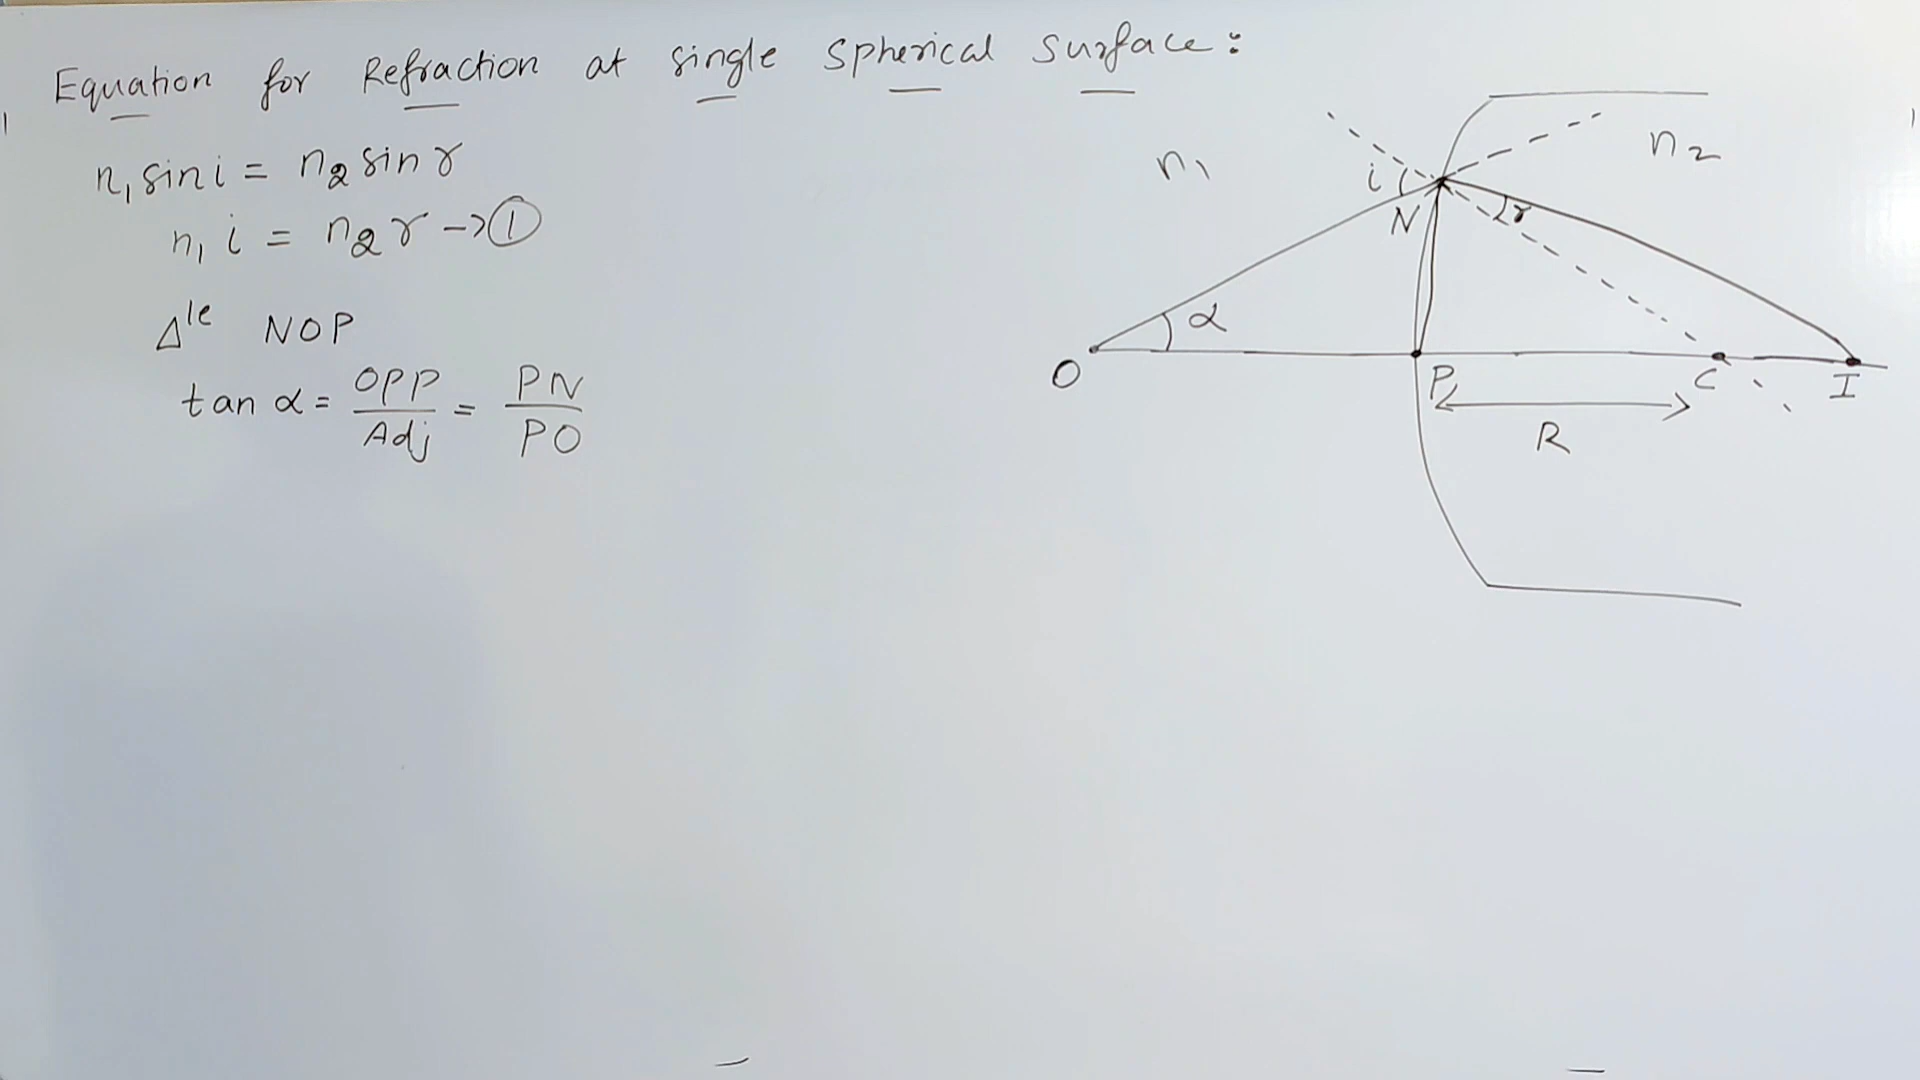 Equation for Refraction at single Spherical Surface:
n₁ sin i = n₂ sin r
n₁ i = n₂ r → ①
Δle NOP
tan α = OPP/Adj = PN/PO
n₁ n₂
i N r
α
O P C I
R